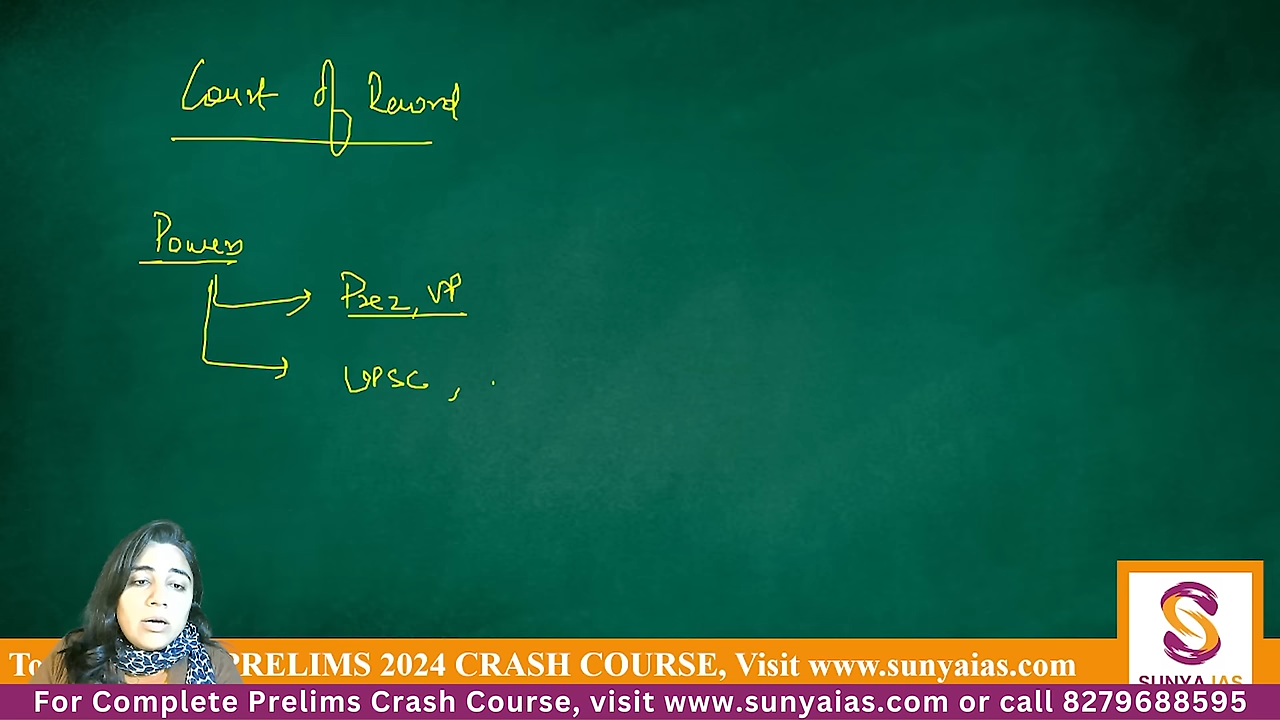 Court of Record
Powers
Prez, VP
UPSC,
To PRELIMS 2024 CRASH COURSE, Visit www.sunyaias.com
SUNYA IAS
For Complete Prelims Crash Course, visit www.sunyaias.com or call 8279688595